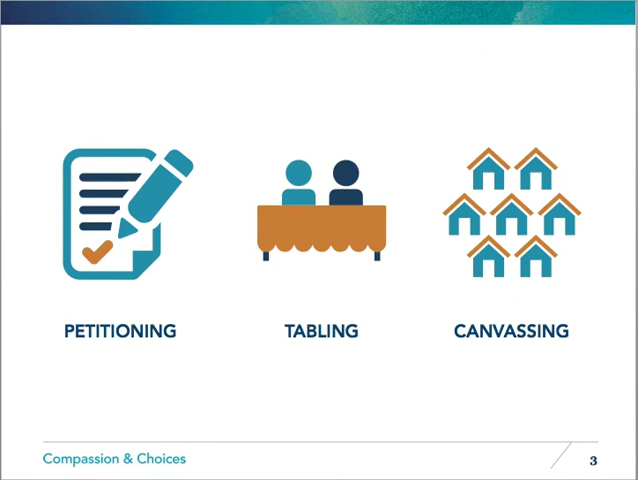 PETITIONING
TABLING
CANVASSING
Compassion & Choices
3